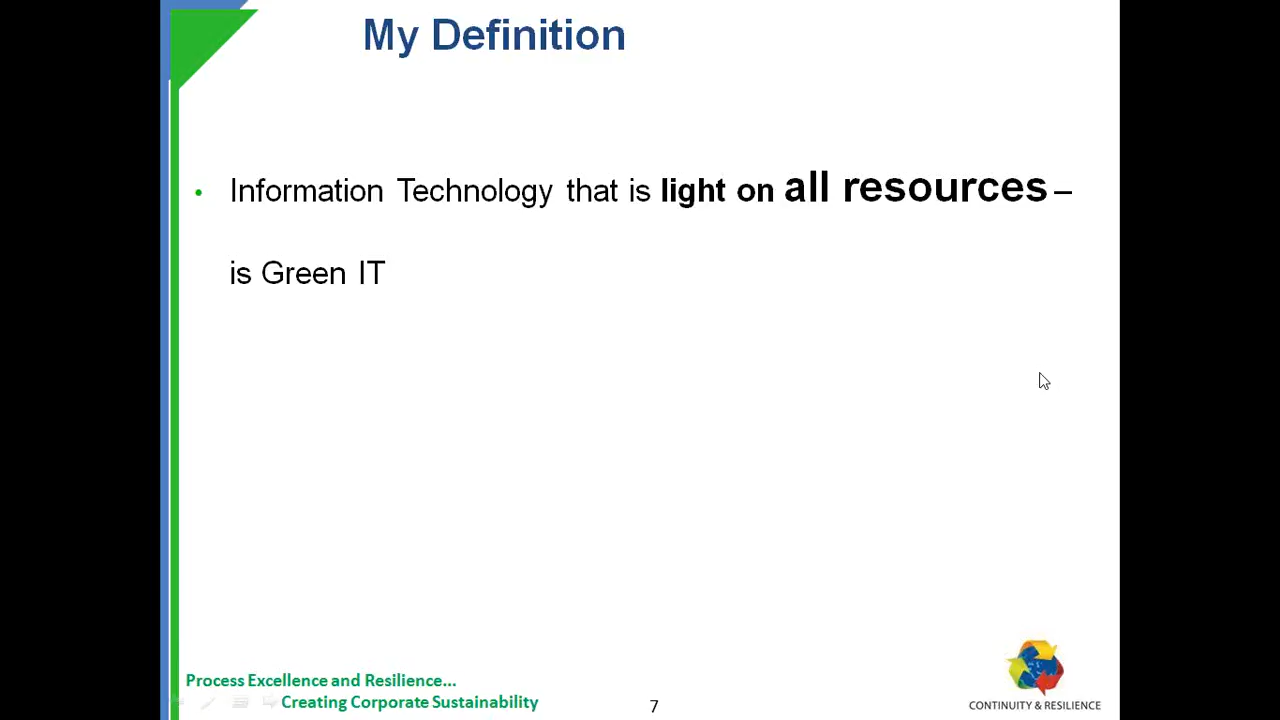 My Definition
• Information Technology that is light on all resources –
is Green IT
Process Excellence and Resilience...
Creating Corporate Sustainability
7
CONTINUITY & RESILIENCE